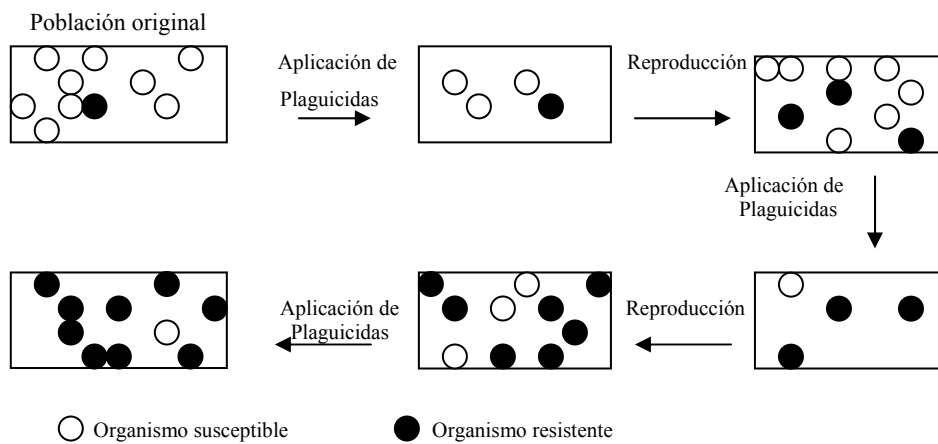 Población original
Aplicación de
Plaguicidas
Reproducción
Aplicación de
Plaguicidas
Reproducción
Aplicación de
Plaguicidas
Organismo susceptible
Organismo resistente